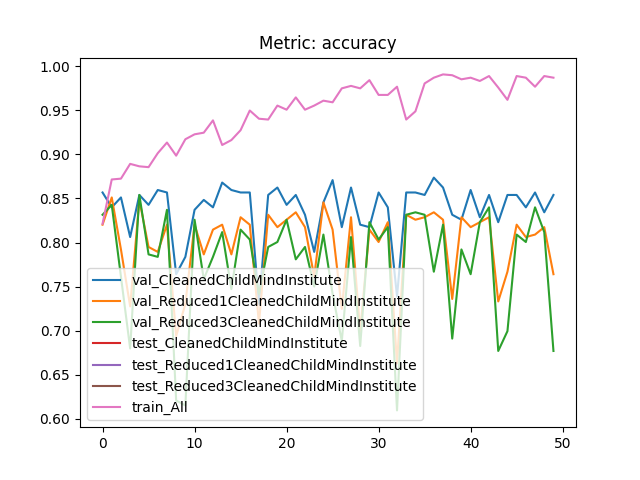 Metric: accuracy
1.00
0.95
0.90
0.85
0.80
0.75
0.70
0.65
0.60
val_CleanedChildMindInstitute
val_Reduced1CleanedChildMindInstitute
val_Reduced3CleanedChildMindInstitute
test_CleanedChildMindInstitute
test_Reduced1CleanedChildMindInstitute
test_Reduced3CleanedChildMindInstitute
train_All
0 10 20 30 40 50